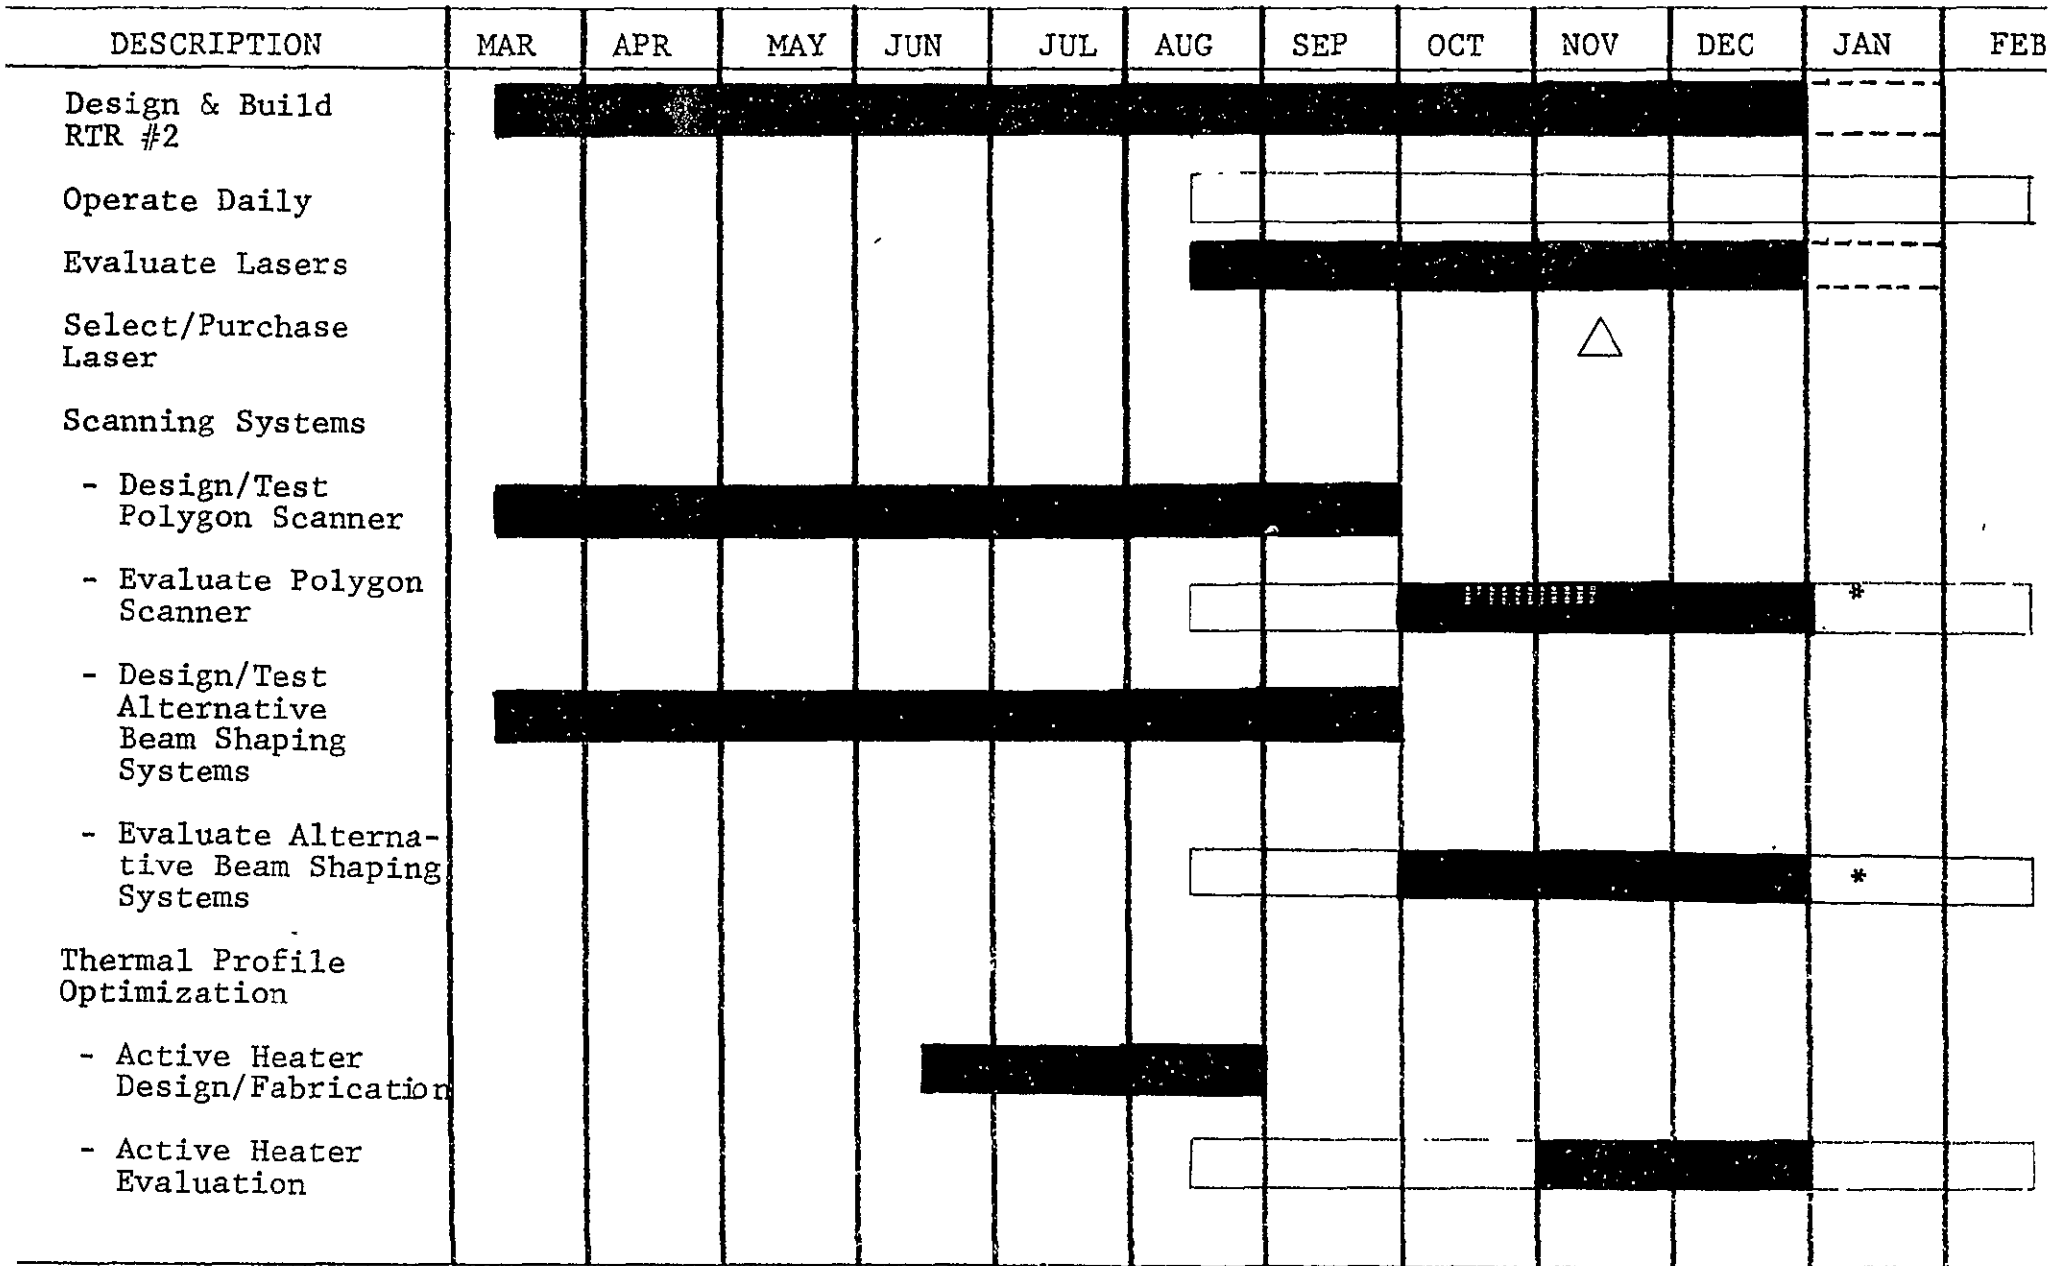 DESCRIPTION MAR APR MAY JUN JUL AUG SEP OCT NOV DEC JAN FEB
Design & Build
RTR #2
Operate Daily
Evaluate Lasers
Select/Purchase
Laser
Scanning Systems
- Design/Test
Polygon Scanner
- Evaluate Polygon
Scanner
*
- Design/Test
Alternative
Beam Shaping
Systems
- Evaluate Alterna-
tive Beam Shaping
Systems
*
Thermal Profile
Optimization
- Active Heater
Design/Fabrication
- Active Heater
Evaluation